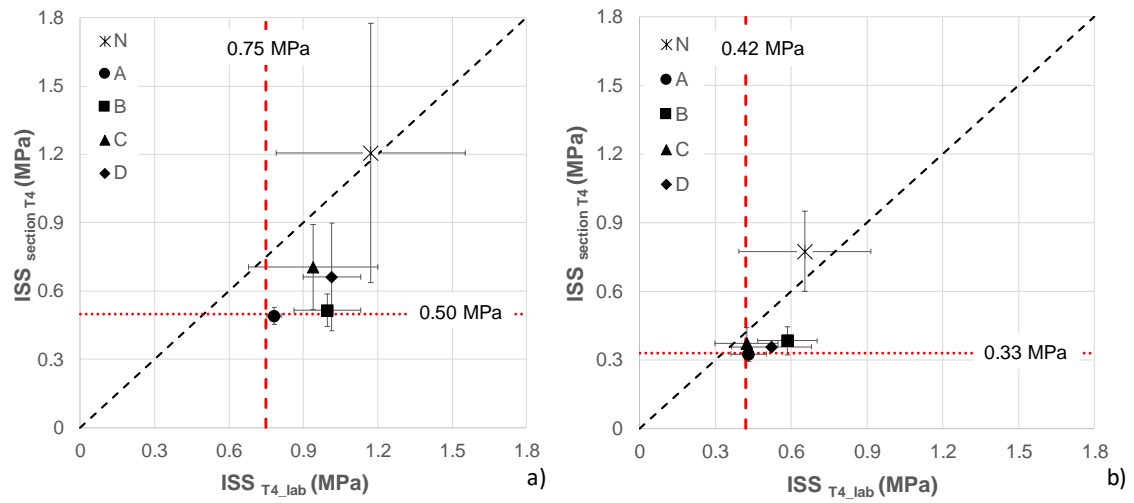 1.8
1.5
1.2
0.9
0.6
0.3
0
ISS section T4 (MPa)
0.75 MPa
N
A
B
C
D
0.50 MPa
0 0.3 0.6 0.9 1.2 1.5 1.8
ISS T4_lab (MPa)
a)
1.8
1.5
1.2
0.9
0.6
0.3
0
ISS section T4 (MPa)
0.42 MPa
N
A
B
C
D
0.33 MPa
0 0.3 0.6 0.9 1.2 1.5 1.8
ISS T4_lab (MPa)
b)